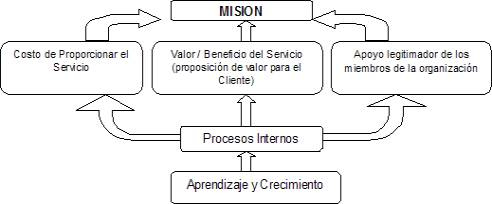 MISION
Costo de Proporcionar el
Servicio
Valor / Beneficio del Servicio
(proposición de valor para el
Cliente)
Apoyo legitimador de los
miembros de la organización
Procesos Internos
Aprendizaje y Crecimiento